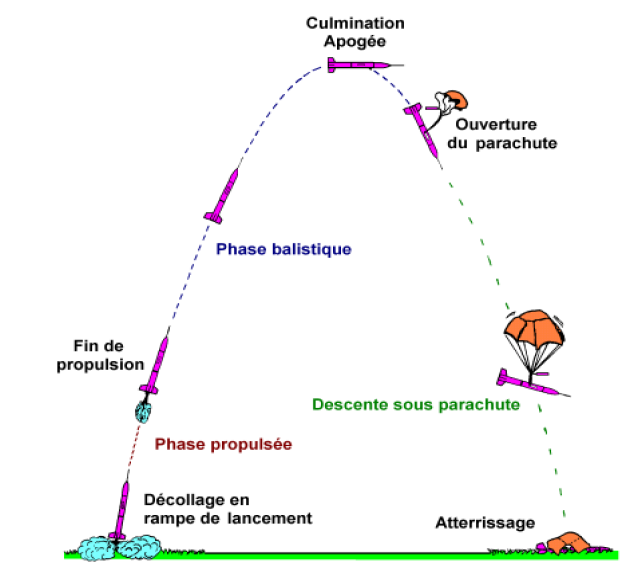 Culmination
Apogée
Ouverture
du parachute
Phase balistique
Fin de
propulsion
Descente sous parachute
Phase propulsée
Décollage en
rampe de lancement
Atterrissage